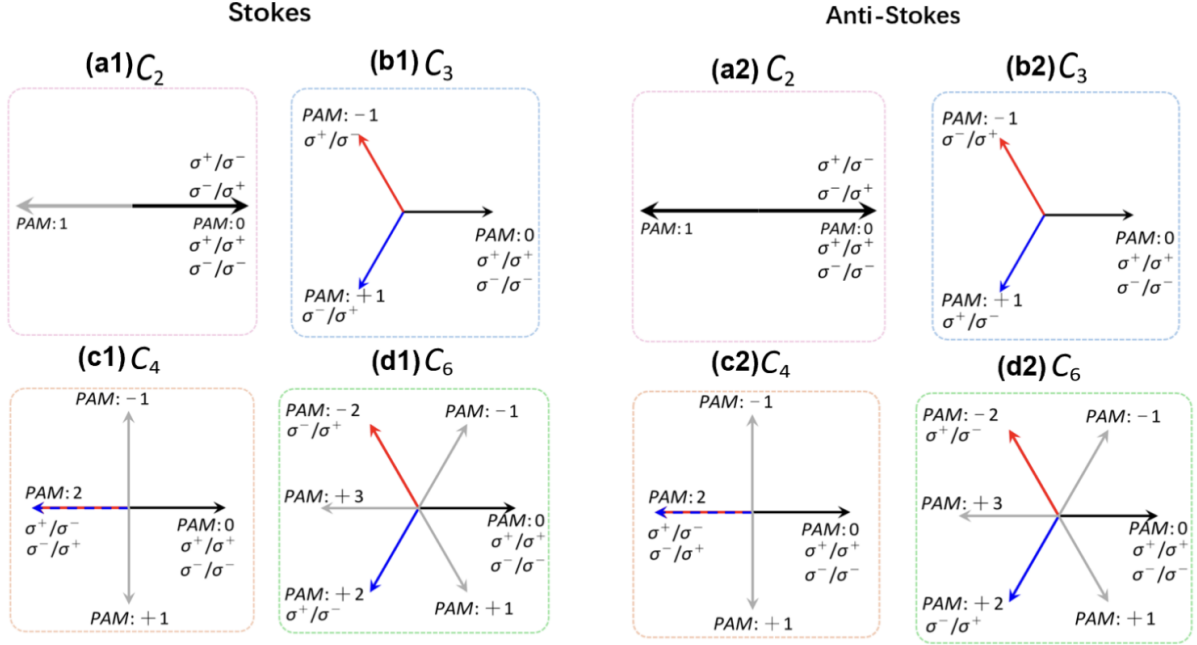 Stokes
Anti-Stokes
(a1) C₂
σ⁺/σ⁻
σ⁻/σ⁺
PAM: 1
PAM: 0
σ⁺/σ⁺
σ⁻/σ⁻
(b1) C₃
PAM: −1
σ⁺/σ⁻
PAM: 0
σ⁺/σ⁺
σ⁻/σ⁻
PAM: +1
σ⁻/σ⁺
(a2) C₂
σ⁺/σ⁻
σ⁻/σ⁺
PAM: 1
PAM: 0
σ⁺/σ⁺
σ⁻/σ⁻
(b2) C₃
PAM: −1
σ⁻/σ⁺
PAM: 0
σ⁺/σ⁺
σ⁻/σ⁻
PAM: +1
σ⁺/σ⁻
(c1) C₄
PAM: −1
PAM: 2
σ⁺/σ⁻
σ⁻/σ⁺
PAM: 0
σ⁺/σ⁺
σ⁻/σ⁻
PAM: +1
(d1) C₆
PAM: −2
σ⁻/σ⁺
PAM: −1
PAM: +3
PAM: 0
σ⁺/σ⁺
σ⁻/σ⁻
PAM: +2
σ⁺/σ⁻
PAM: +1
(c2) C₄
PAM: −1
PAM: 2
σ⁺/σ⁻
σ⁻/σ⁺
PAM: 0
σ⁺/σ⁺
σ⁻/σ⁻
PAM: +1
(d2) C₆
PAM: −2
σ⁺/σ⁻
PAM: −1
PAM: +3
PAM: 0
σ⁺/σ⁺
σ⁻/σ⁻
PAM: +2
σ⁻/σ⁺
PAM: +1